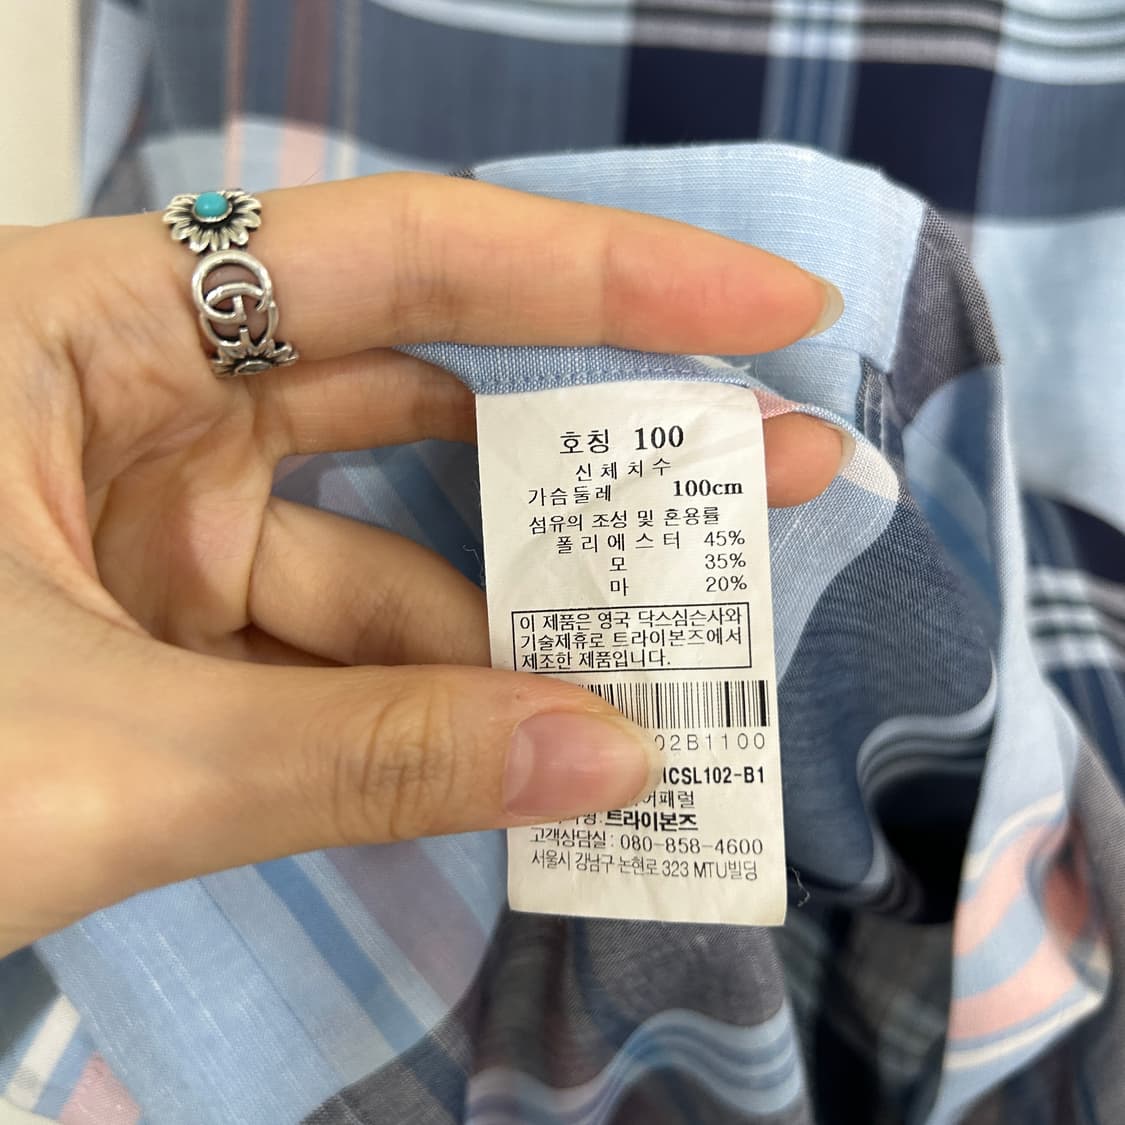 호칭 100
신체치수
가슴둘레 100cm
섬유의 조성 및 혼용률
폴리에스터 45%
모 35%
마 20%
이 제품은 영국 닥스심슨사와
기술제휴로 트라이본즈에서
제조한 제품입니다.
02B1100
CSL102-B1
어패럴
명:트라이본즈
고객상담실: 080-858-4600
서울시 강남구 논현로 323 MTU빌딩